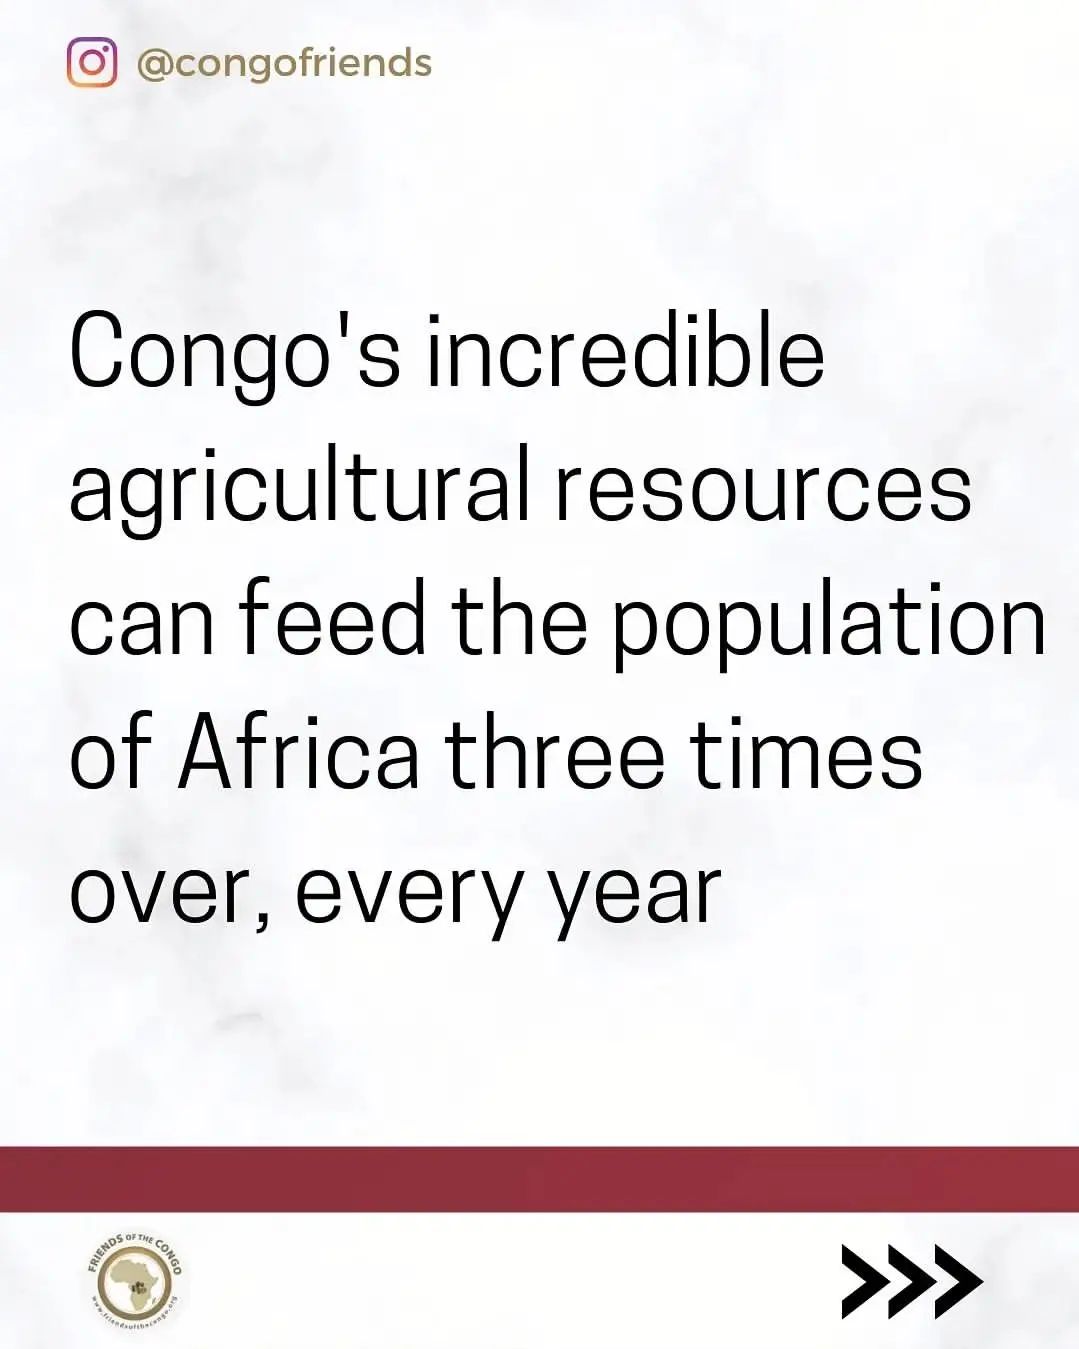 @congofriends
Congo's incredible
agricultural resources
can feed the population
of Africa three times
over, every year
FRIENDS OF THE CONGO
www.friendsofthecongo.org